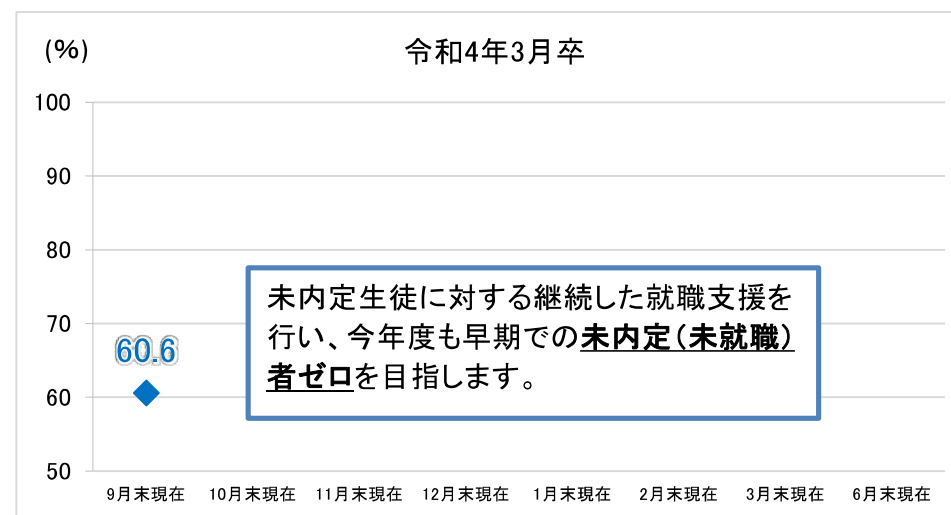 (%)
令和4年3月卒
100
90
80
70
60
50
60.6
未内定生徒に対する継続した就職支援を
行い、今年度も早期での未内定(未就職)
者ゼロを目指します。
9月末現在 10月末現在 11月末現在 12月末現在 1月末現在 2月末現在 3月末現在 6月末現在